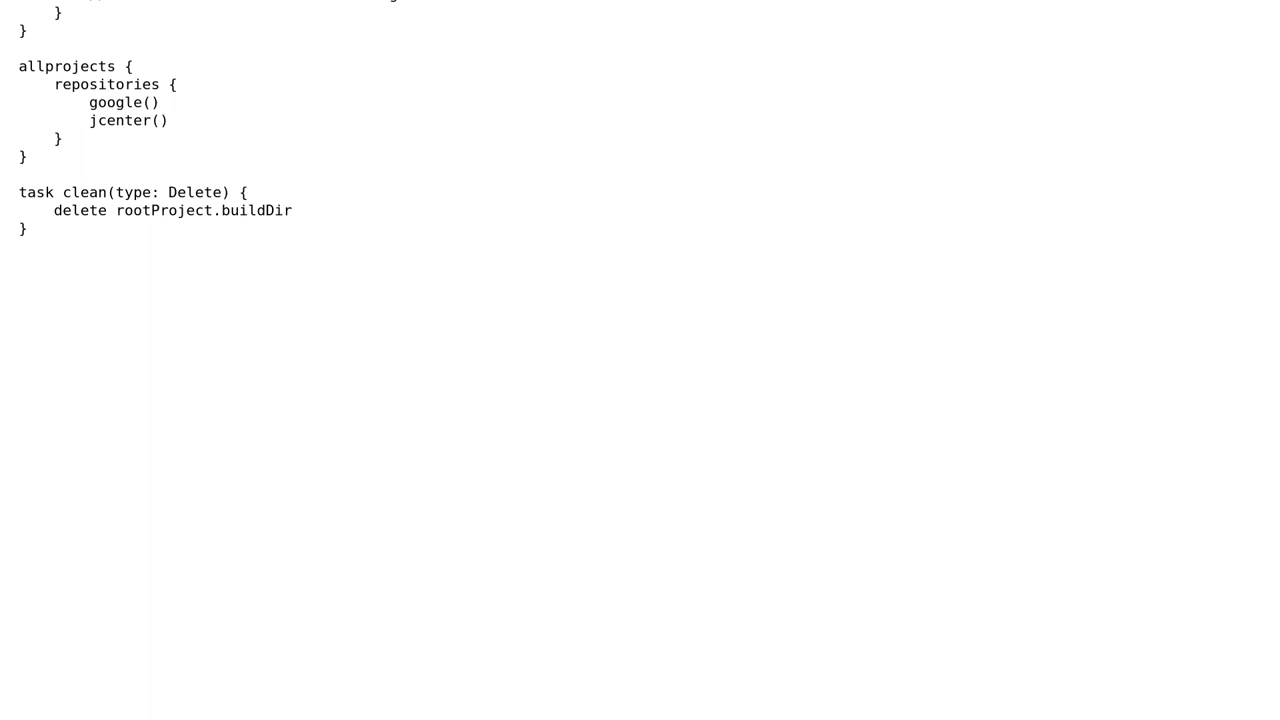 }
}

allprojects {
    repositories {
        google()
        jcenter()
    }
}

task clean(type: Delete) {
    delete rootProject.buildDir
}